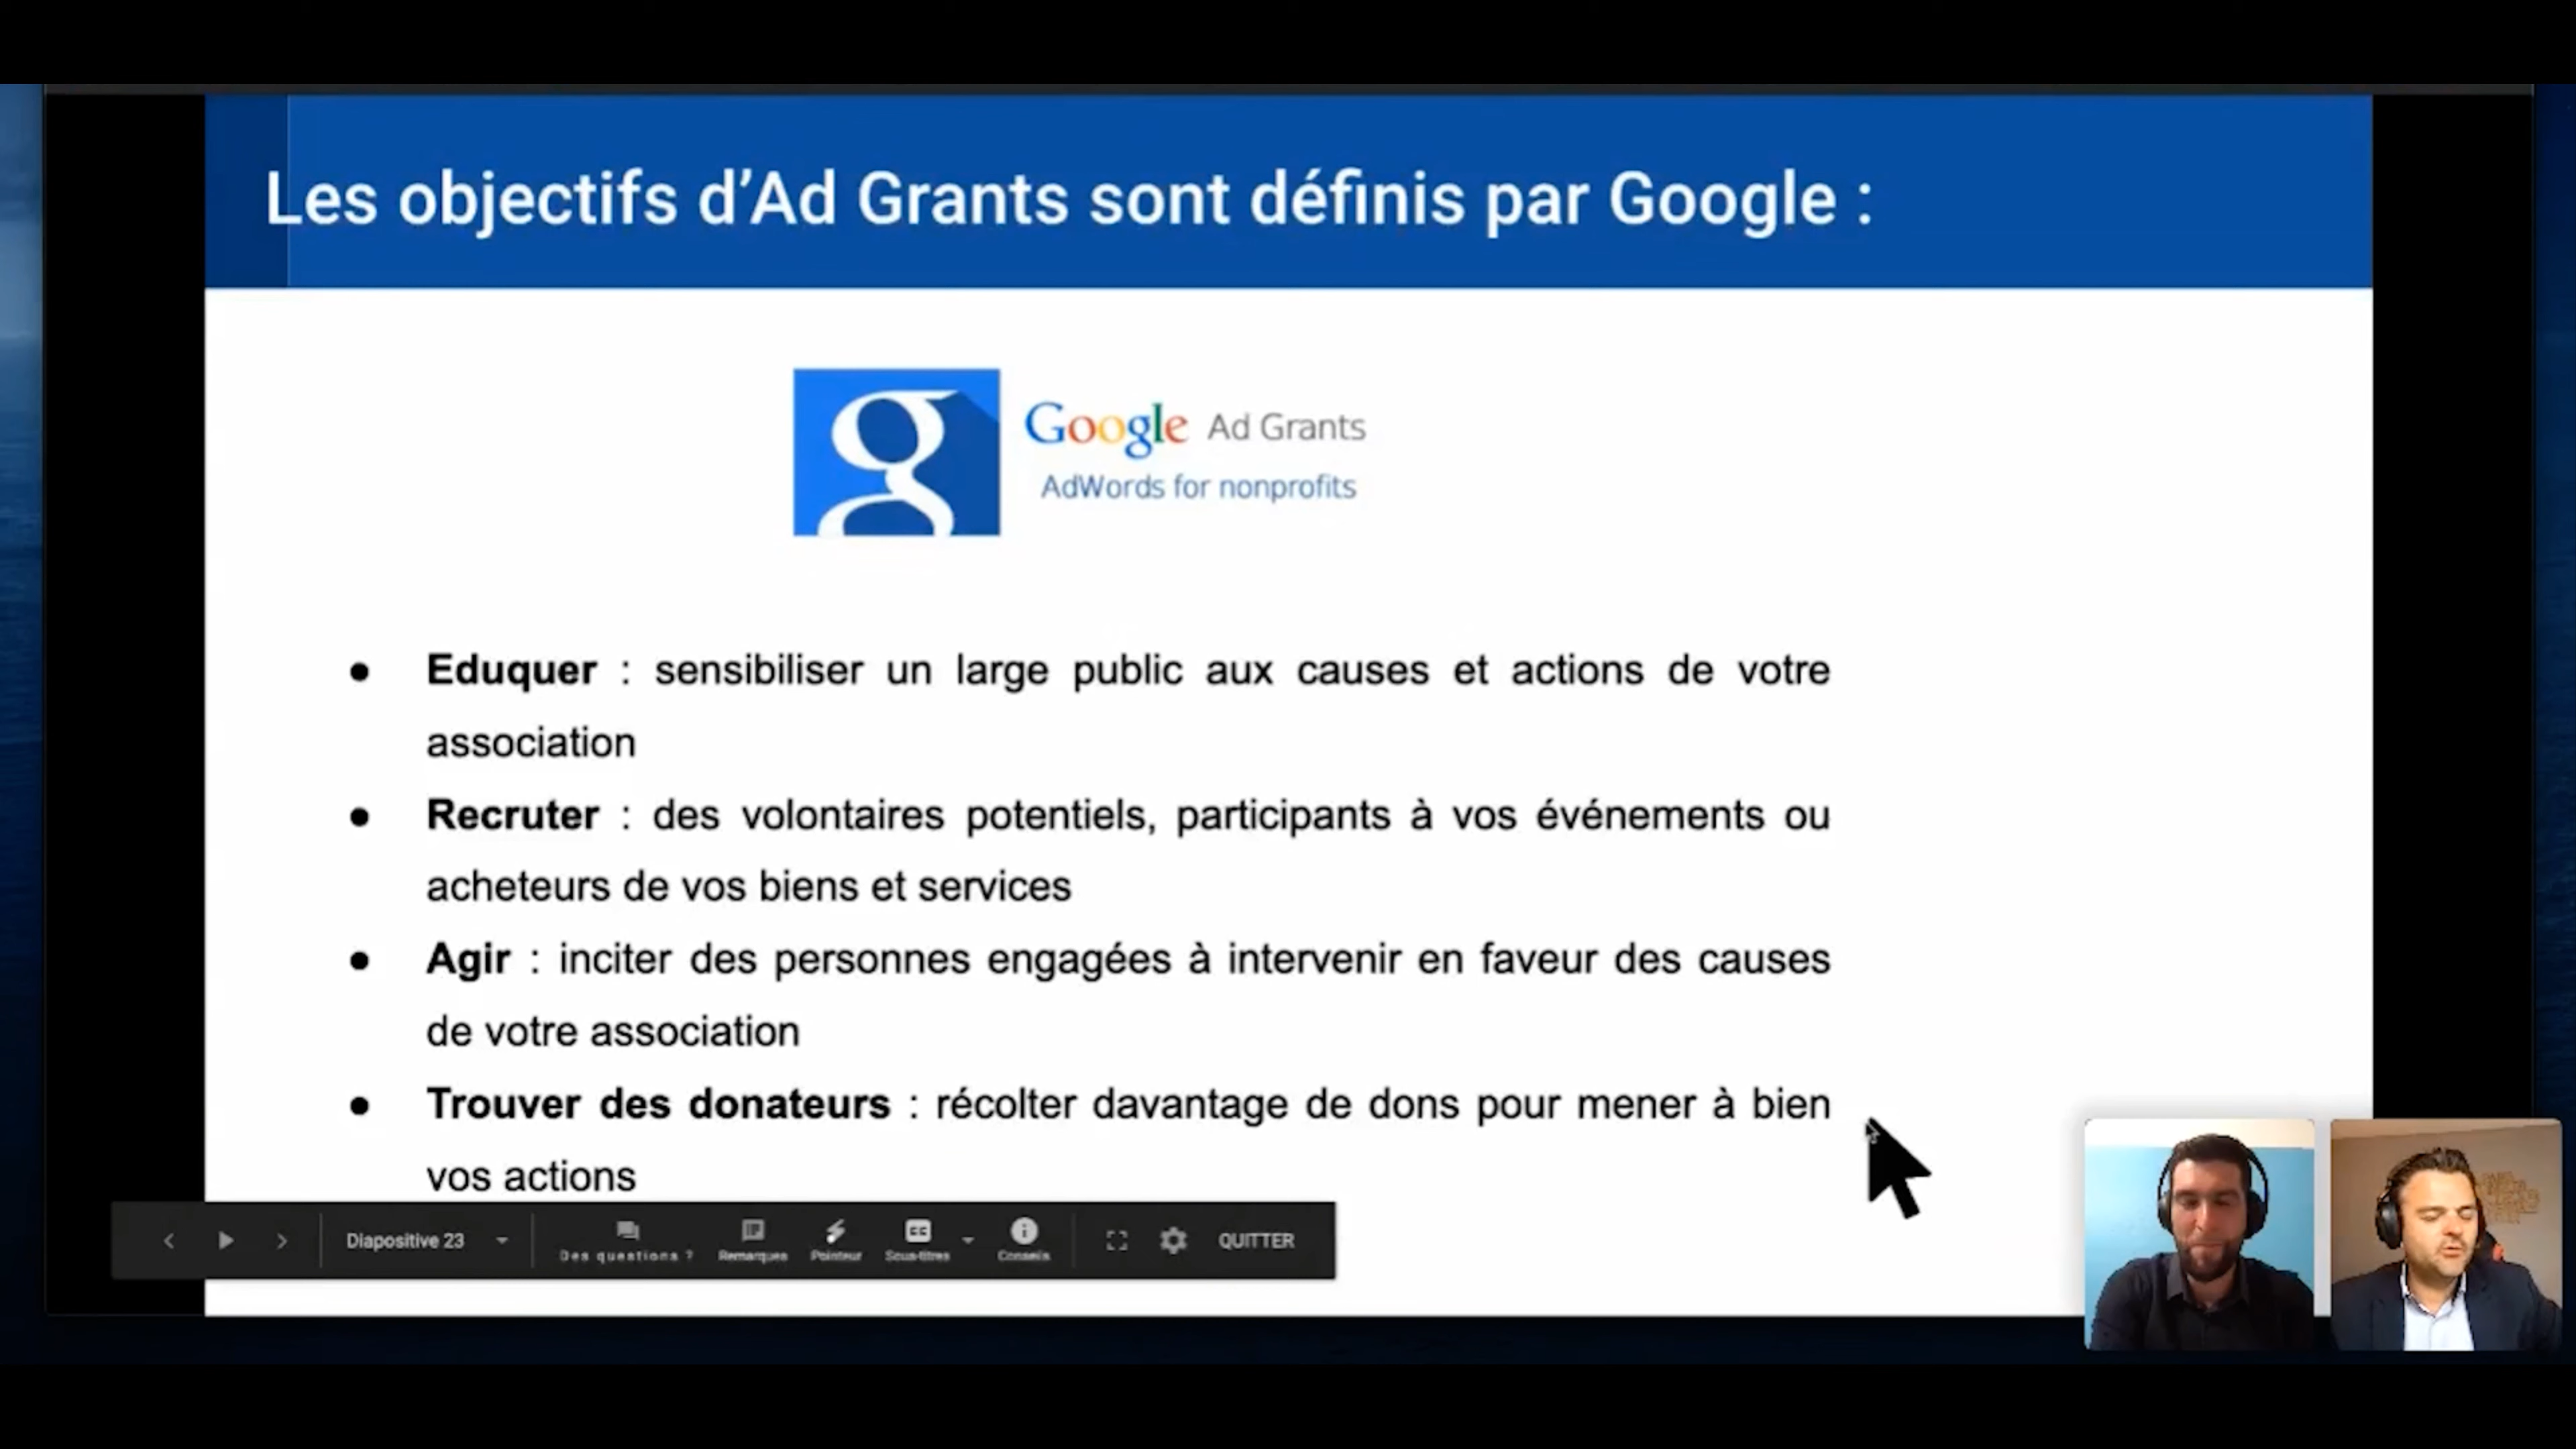 Les objectifs d’Ad Grants sont définis par Google :
Google Ad Grants
AdWords for nonprofits
● Eduquer : sensibiliser un large public aux causes et actions de votre
association
● Recruter : des volontaires potentiels, participants à vos événements ou
acheteurs de vos biens et services
● Agir : inciter des personnes engagées à intervenir en faveur des causes
de votre association
● Trouver des donateurs : récolter davantage de dons pour mener à bien
vos actions
Diapositive 23 Des questions ? Remarques Pointeur Sous-titres Conseils QUITTER